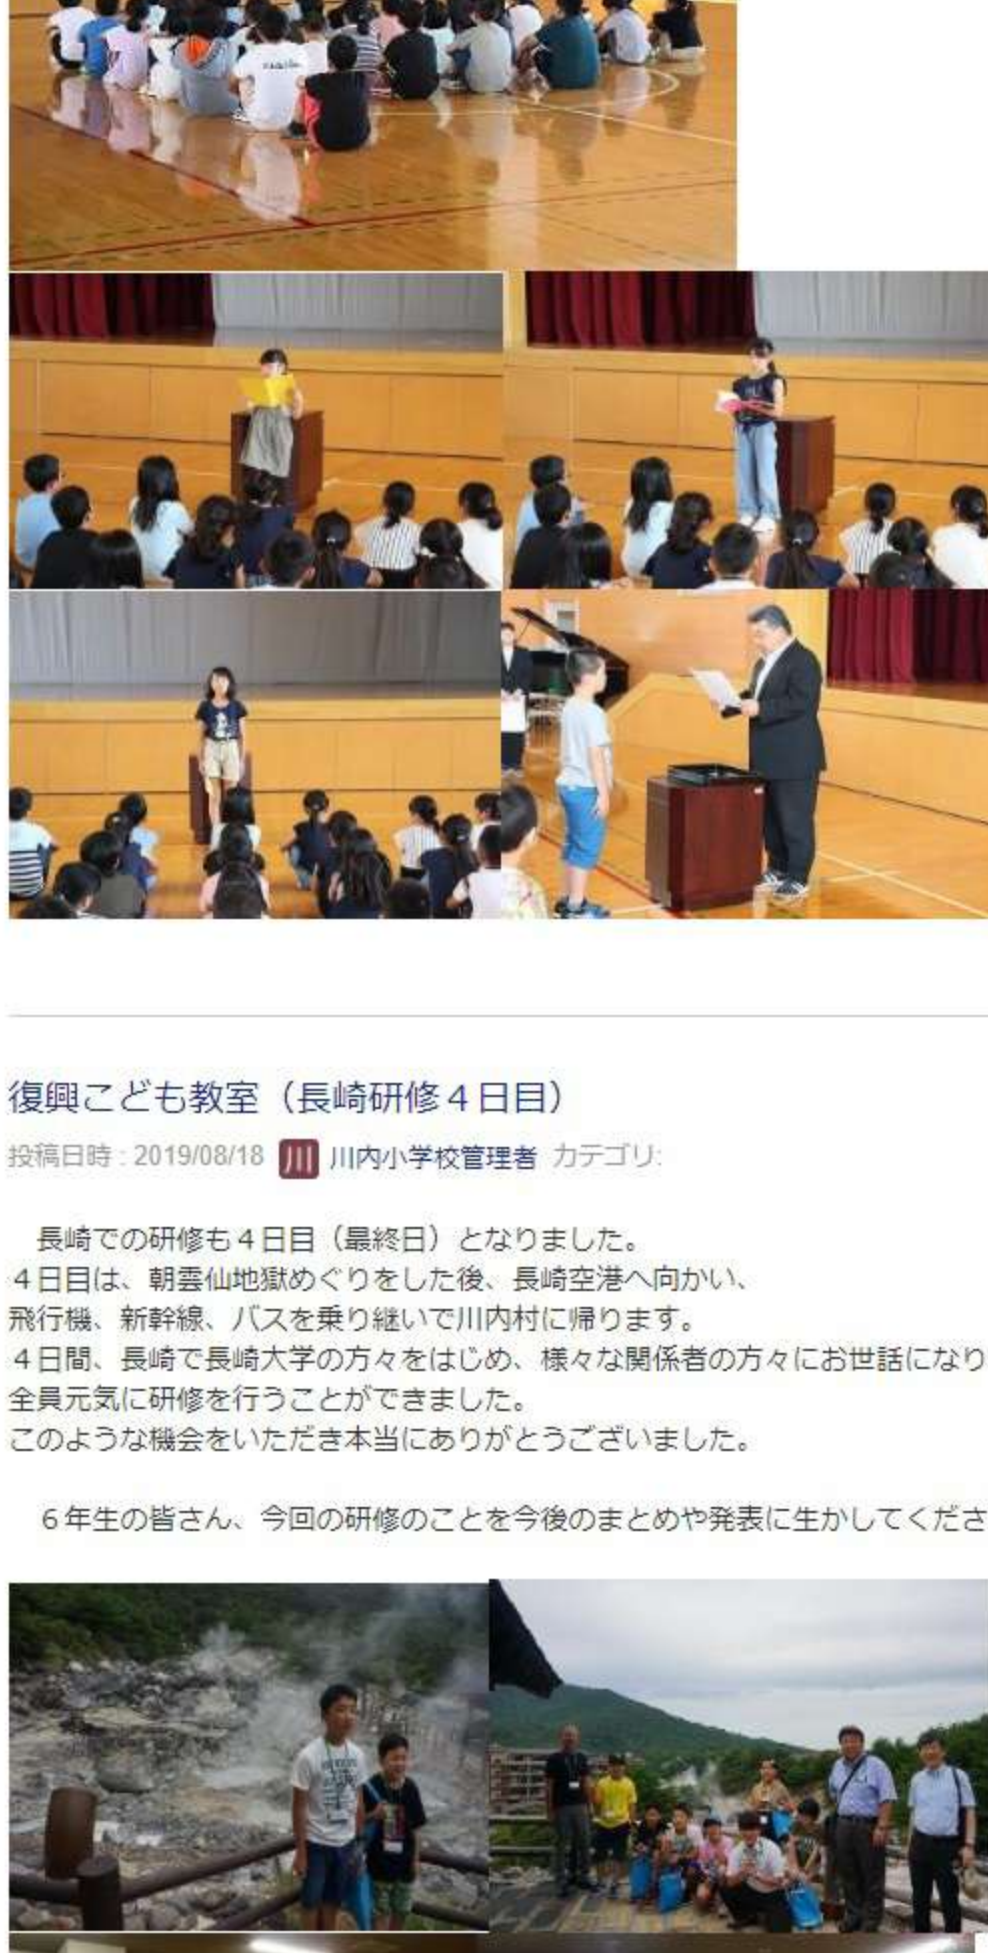 復興こども教室（長崎研修４日目）
投稿日時 : 2019/08/18 川 川内小学校管理者 カテゴリ:
長崎での研修も４日目（最終日）となりました。
４日目は、朝雲仙地獄めぐりをした後、長崎空港へ向かい、
飛行機、新幹線、バスを乗り継いで川内村に帰ります。
４日間、長崎で長崎大学の方々をはじめ、様々な関係者の方々にお世話になり
全員元気に研修を行うことができました。
このような機会をいただき本当にありがとうございました。
６年生の皆さん、今回の研修のことを今後のまとめや発表に生かしてくださ